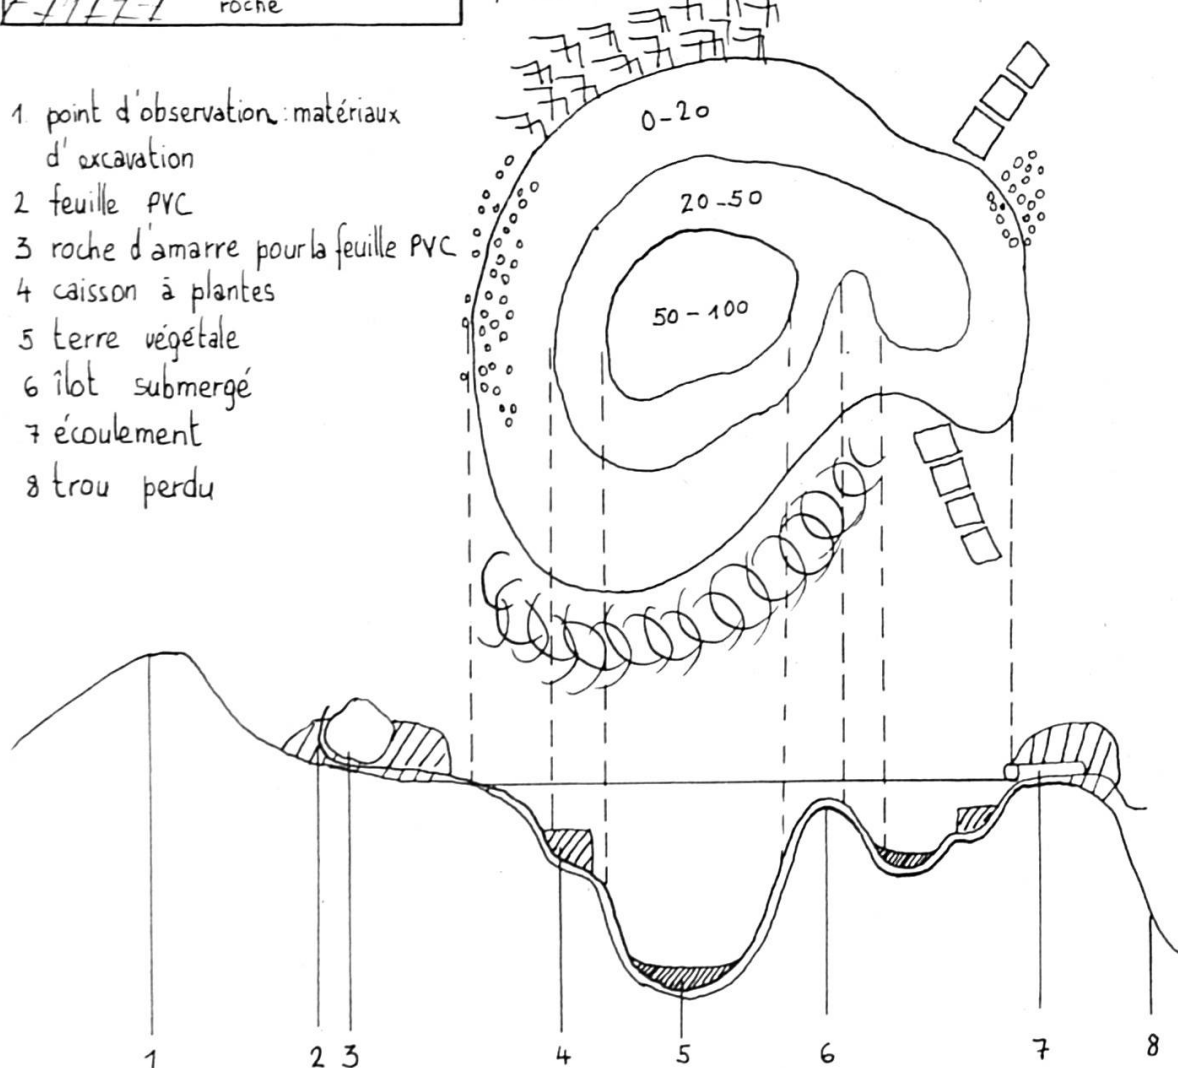 roche
1 point d'observation : matériaux
d'excavation
2 feuille PVC
3 roche d'amarre pour la feuille PVC
4 caisson à plantes
5 terre végétale
6 îlot submergé
7 écoulement
8 trou perdu
0-20
20-50
50-100
1 2 3 4 5 6 7 8